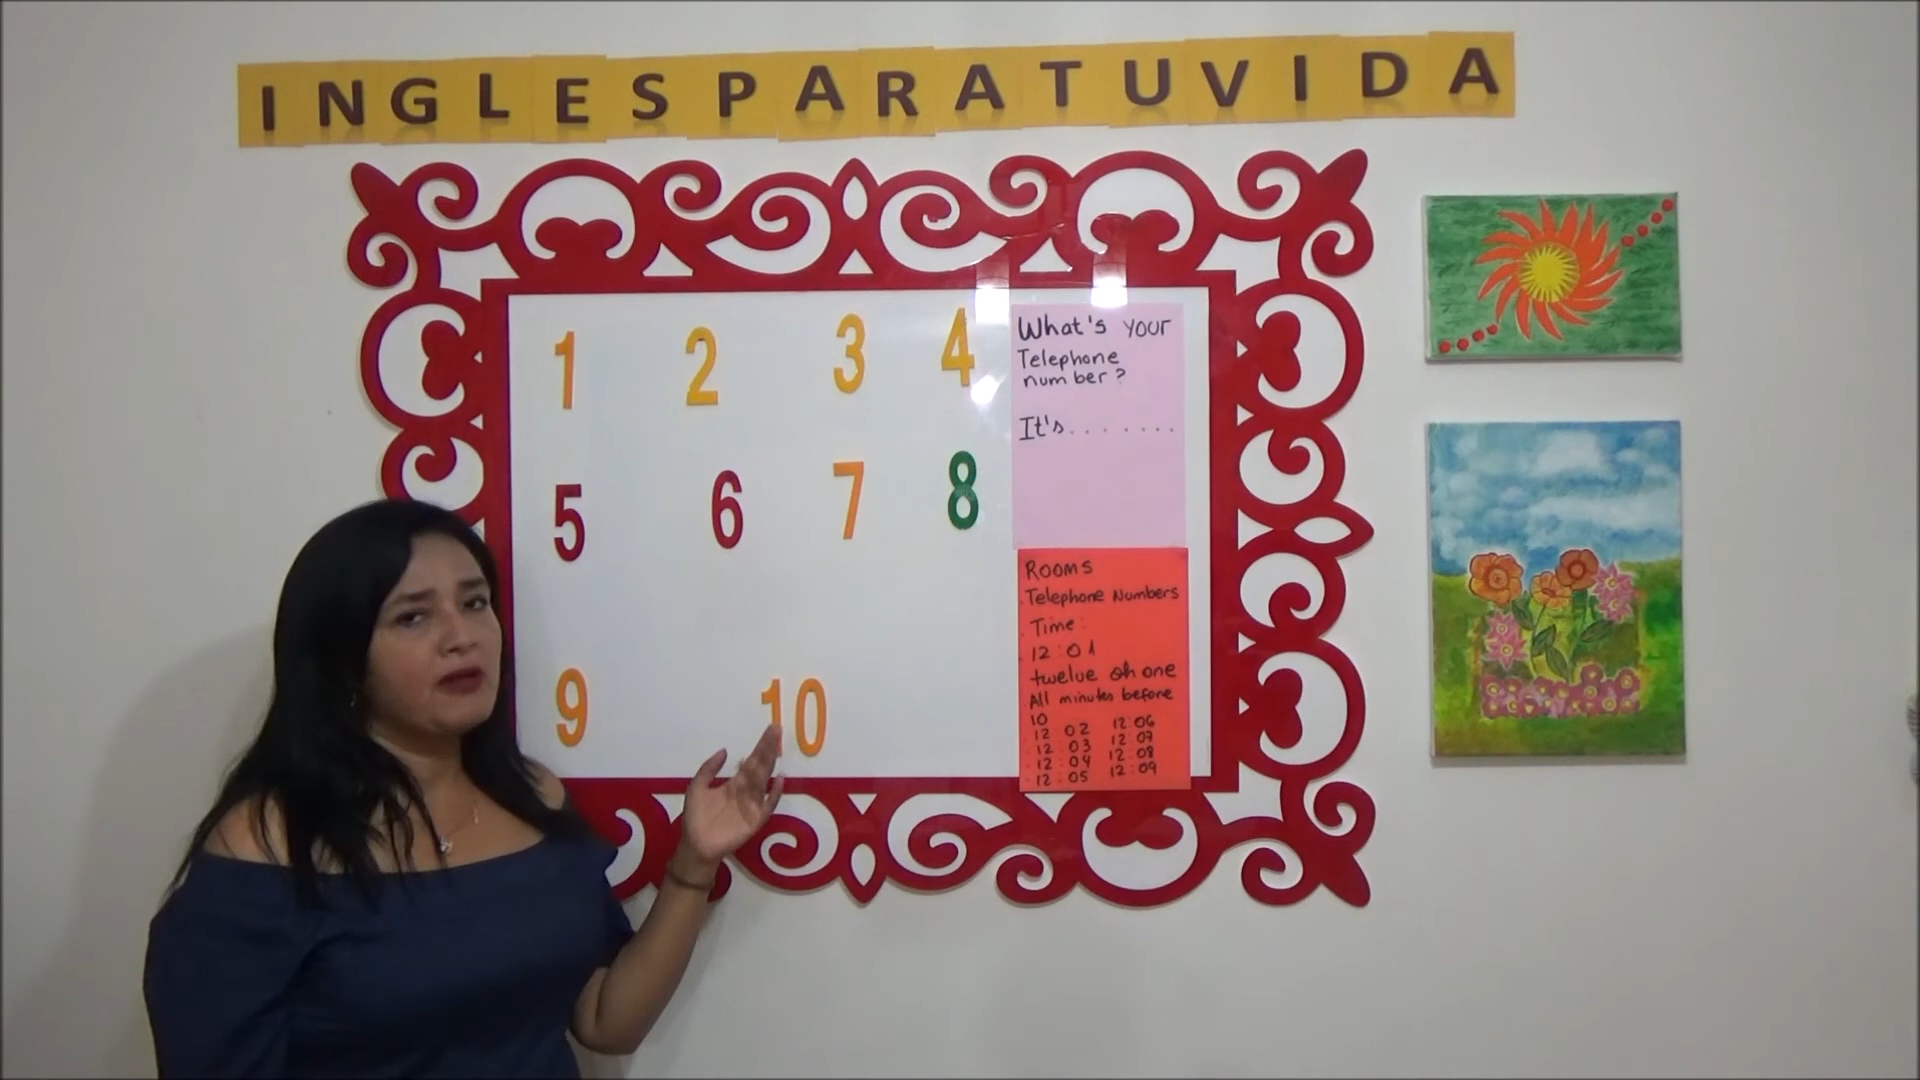 INGLESPARATUVIDA
1 2 3 4
5 6 7 8
9 10
What's your
Telephone
number?
It's.......
Rooms
Telephone Numbers
Time:
12:01
twelve oh one
All minutes before
10
12:02 12:06
12:03 12:07
12:04 12:08
12:05 12:09